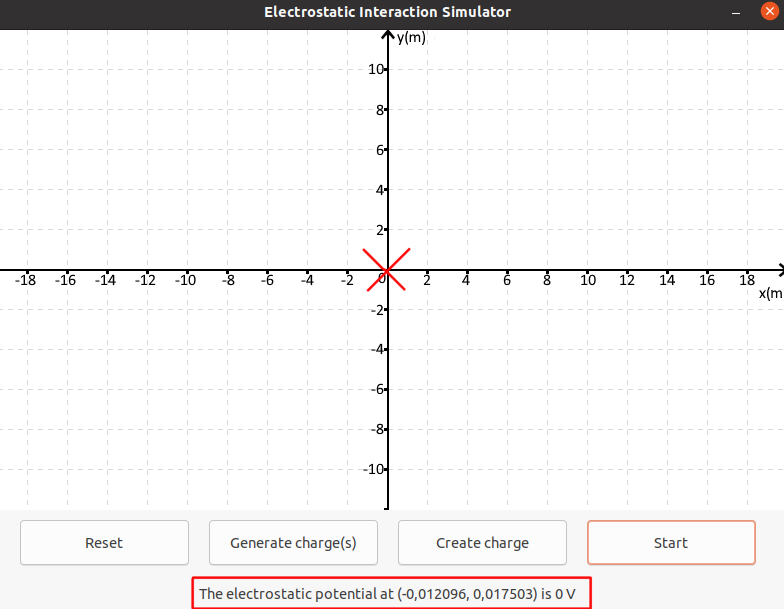 Electrostatic Interaction Simulator
y(m)
10
8
6
4
2
-18 -16 -14 -12 -10 -8 -6 -4 -2 0 2 4 6 8 10 12 14 16 18
x(m
-2
-4
-6
-8
-10
Reset Generate charge(s) Create charge Start
The electrostatic potential at (-0,012096, 0,017503) is 0 V